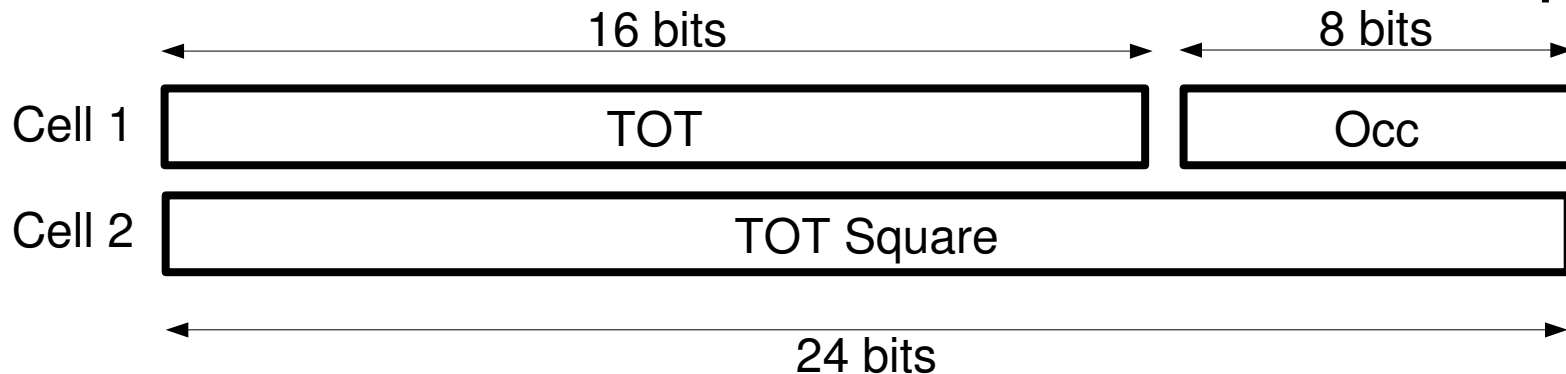 16 bits 8 bits
Cell 1 TOT Occ
Cell 2 TOT Square
24 bits